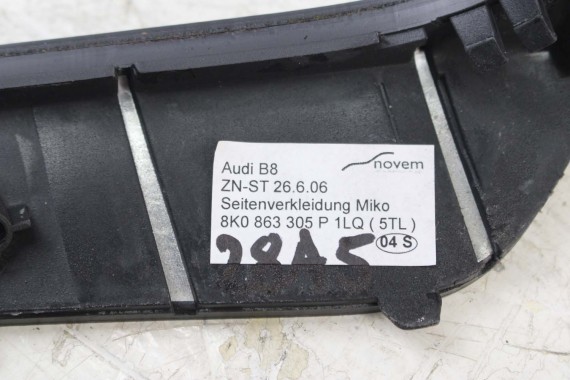 novem
Audi B8
ZN-ST 26.6.06
Seitenverkleidung Miko
8K0 863 305 P 1LQ ( 5TL )
04 S